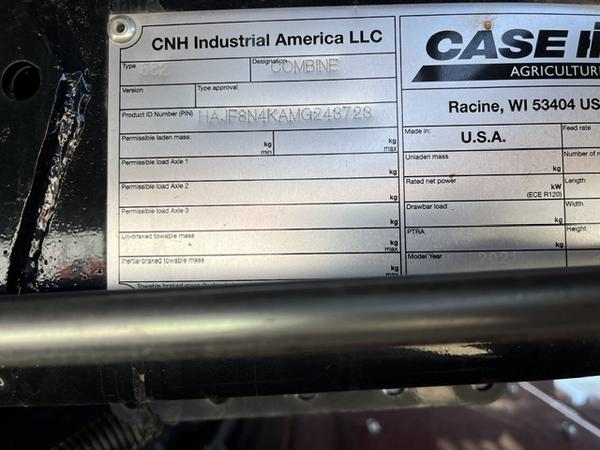 CNH Industrial America LLC
Type 552
Designation COMBINE
Version
Type approval
Product ID Number (PIN) HAJF8N4KAMG248728
Permissible laden mass: kg min kg max
Permissible load Axle 1 kg
Permissible load Axle 2 kg
Permissible load Axle 3 kg
Un-braked towable mass kg max
Inertia-braked towable mass kg max
CASE
AGRICULTURE
Racine, WI 53404 US
Made in: U.S.A.
Feed rate
Unladen mass kg
Number of
Rated net power kW (ECE R120)
Length
Drawbar load kg
Width
PTRA kg
Height
Model Year 2021